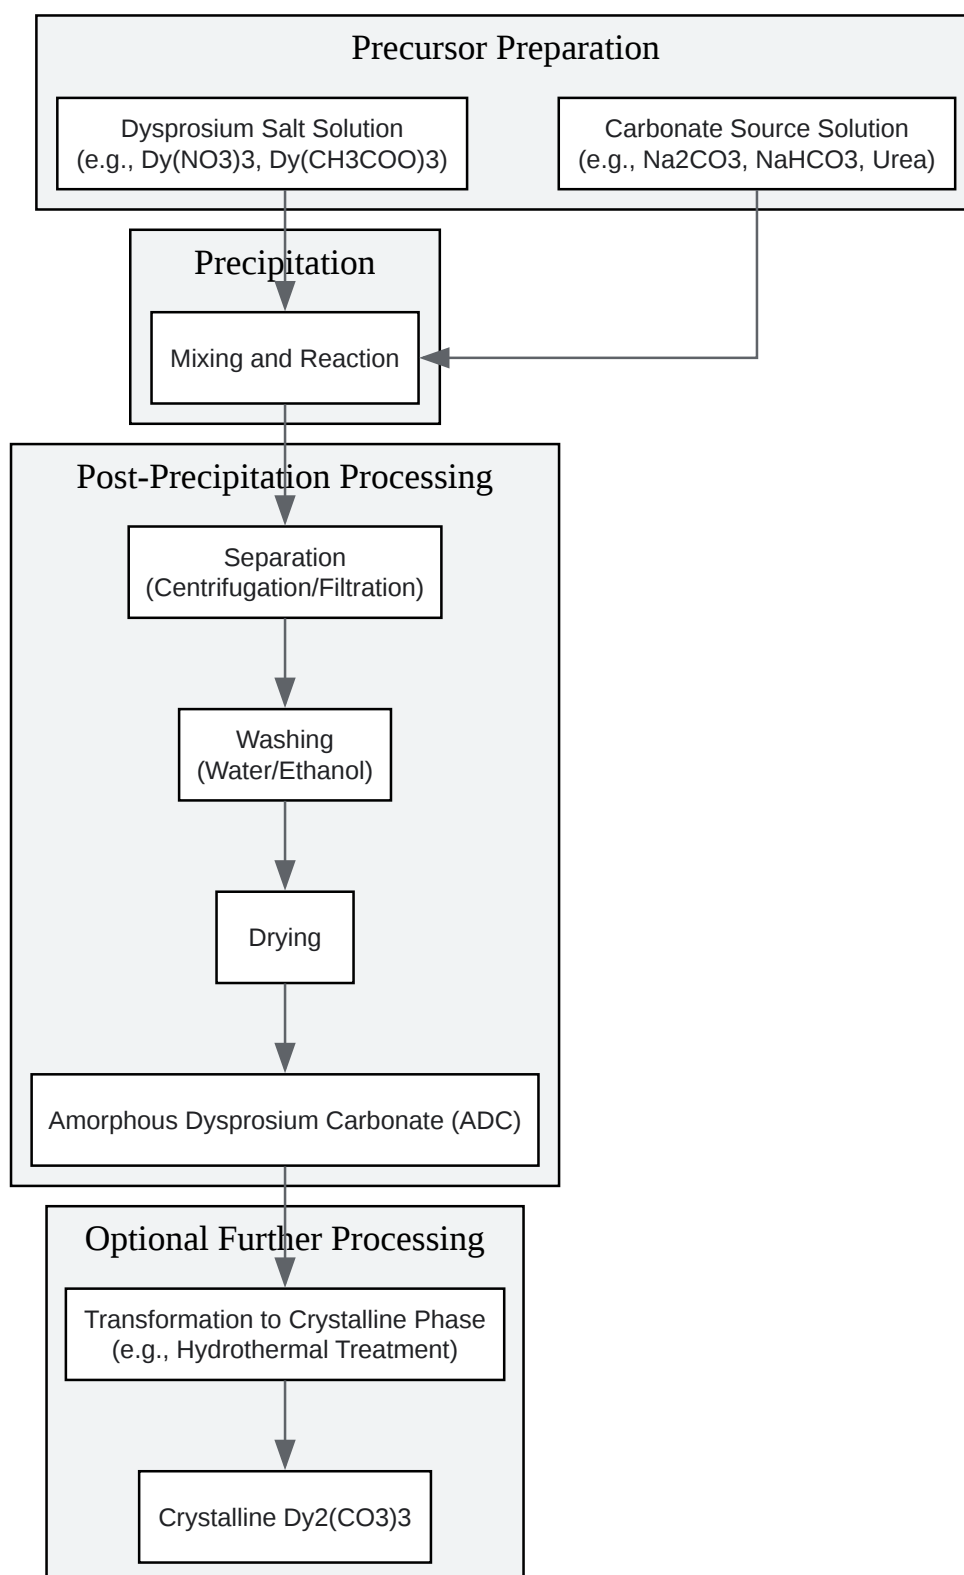 Precursor Preparation
Dysprosium Salt Solution
(e.g., Dy(NO3)3, Dy(CH3COO)3)
Carbonate Source Solution
(e.g., Na2CO3, NaHCO3, Urea)
Precipitation
Mixing and Reaction
Post-Precipitation Processing
Separation
(Centrifugation/Filtration)
Washing
(Water/Ethanol)
Drying
Amorphous Dysprosium Carbonate (ADC)
Optional Further Processing
Transformation to Crystalline Phase
(e.g., Hydrothermal Treatment)
Crystalline Dy2(CO3)3